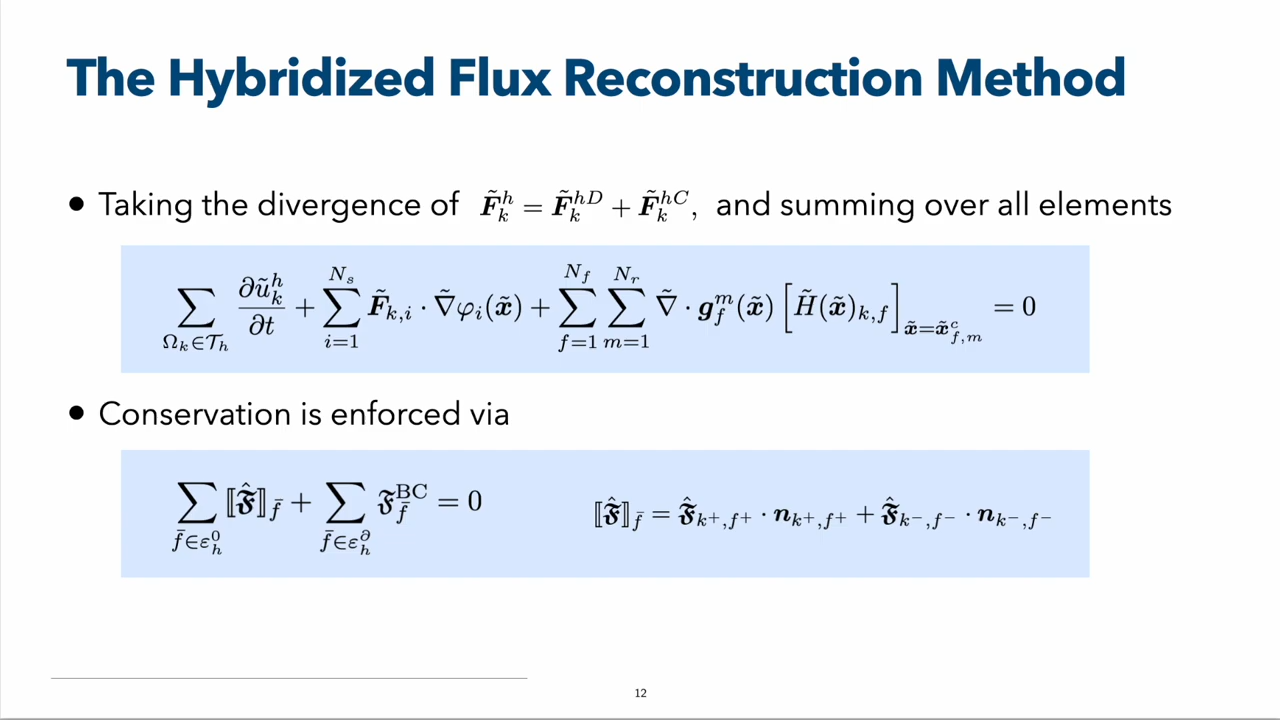 The Hybridized Flux Reconstruction Method
• Taking the divergence of $\tilde{\boldsymbol{F}}_k^h = \tilde{\boldsymbol{F}}_k^{hD} + \tilde{\boldsymbol{F}}_k^{hC},$ and summing over all elements
$\sum_{\Omega_k \in \mathcal{T}_h} \frac{\partial \tilde{u}_k^h}{\partial t} + \sum_{i=1}^{N_s} \tilde{\boldsymbol{F}}_{k,i} \cdot \tilde{\nabla} \varphi_i(\tilde{\boldsymbol{x}}) + \sum_{f=1}^{N_f} \sum_{m=1}^{N_r} \tilde{\nabla} \cdot \boldsymbol{g}_f^m(\tilde{\boldsymbol{x}}) \left[ \tilde{H}(\tilde{\boldsymbol{x}})_{k,f} \right]_{\tilde{\boldsymbol{x}} = \tilde{\boldsymbol{x}}_{f,m}^c} = 0$
• Conservation is enforced via
$\sum_{\bar{f} \in \varepsilon_h^0} [\![ \hat{\boldsymbol{\mathfrak{F}}} ]\!]_{\bar{f}} + \sum_{\bar{f} \in \varepsilon_h^\partial} \mathfrak{F}_{\bar{f}}^{\mathrm{BC}} = 0$ $[\![ \hat{\boldsymbol{\mathfrak{F}}} ]\!]_{\bar{f}} = \hat{\boldsymbol{\mathfrak{F}}}_{k^+,f^+} \cdot \boldsymbol{n}_{k^+,f^+} + \hat{\boldsymbol{\mathfrak{F}}}_{k^-,f^-} \cdot \boldsymbol{n}_{k^-,f^-}$
12